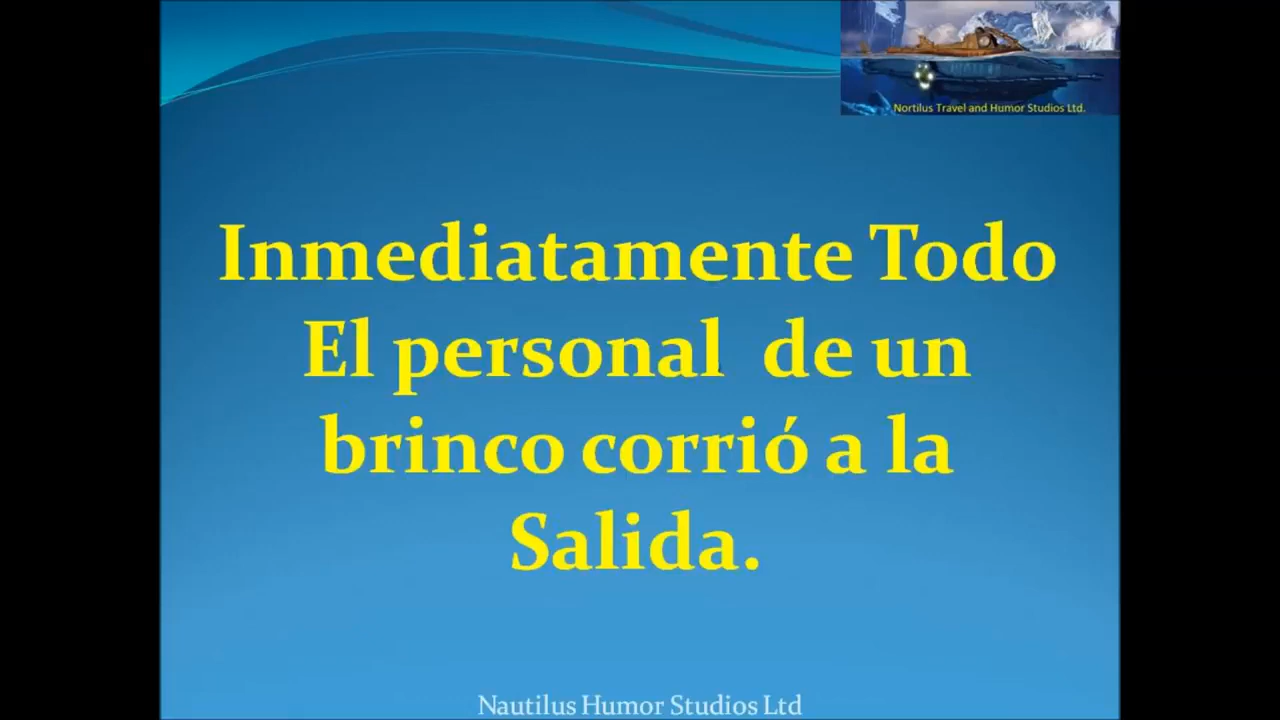 Nortilus Travel and Humor Studios Ltd.
Inmediatamente Todo
El personal de un
brinco corrió a la
Salida.
Nautilus Humor Studios Ltd